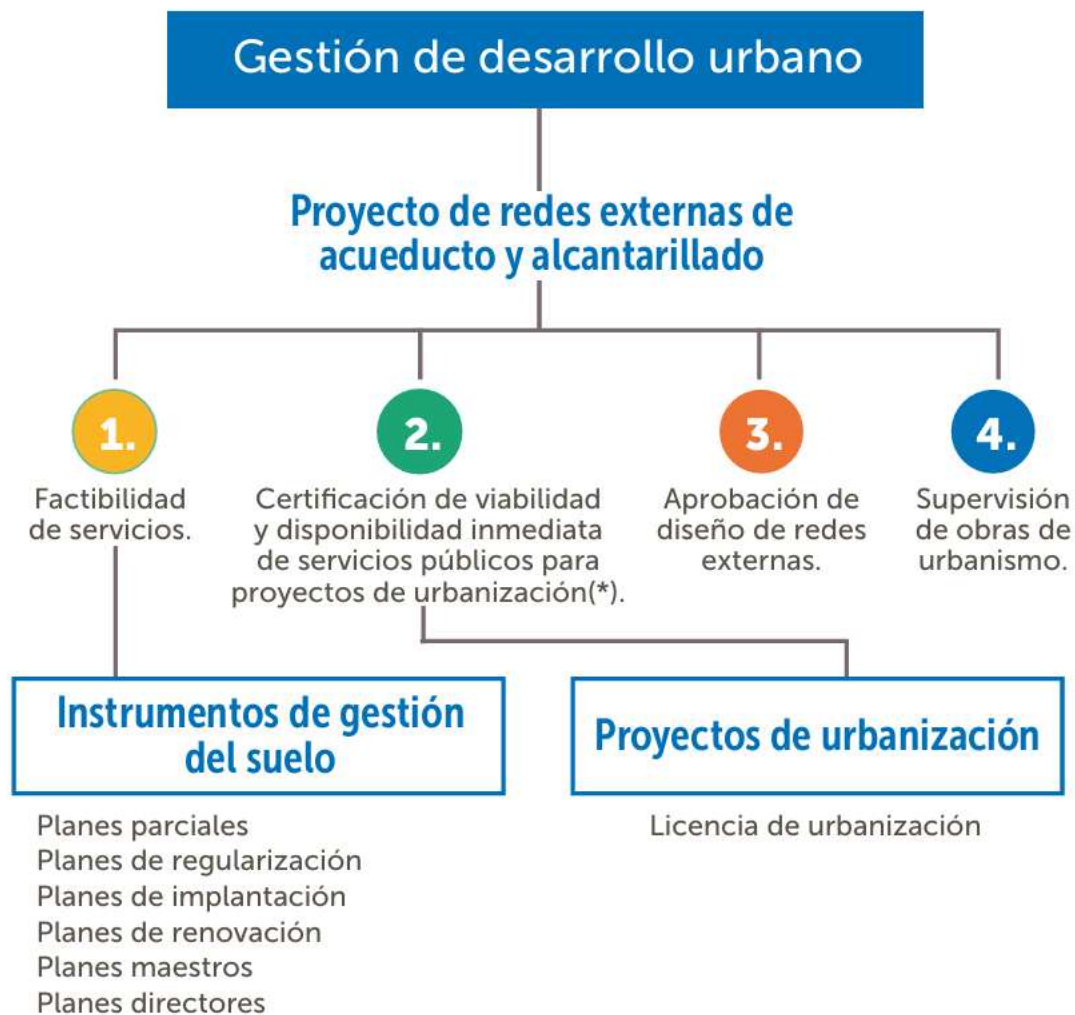 Gestión de desarrollo urbano
Proyecto de redes externas de
acueducto y alcantarillado
1.
Factibilidad
de servicios.
2.
Certificación de viabilidad
y disponibilidad inmediata
de servicios públicos para
proyectos de urbanización(*).
3.
Aprobación de
diseño de redes
externas.
4.
Supervisión
de obras de
urbanismo.
Instrumentos de gestión
del suelo
Planes parciales
Planes de regularización
Planes de implantación
Planes de renovación
Planes maestros
Planes directores
Proyectos de urbanización
Licencia de urbanización